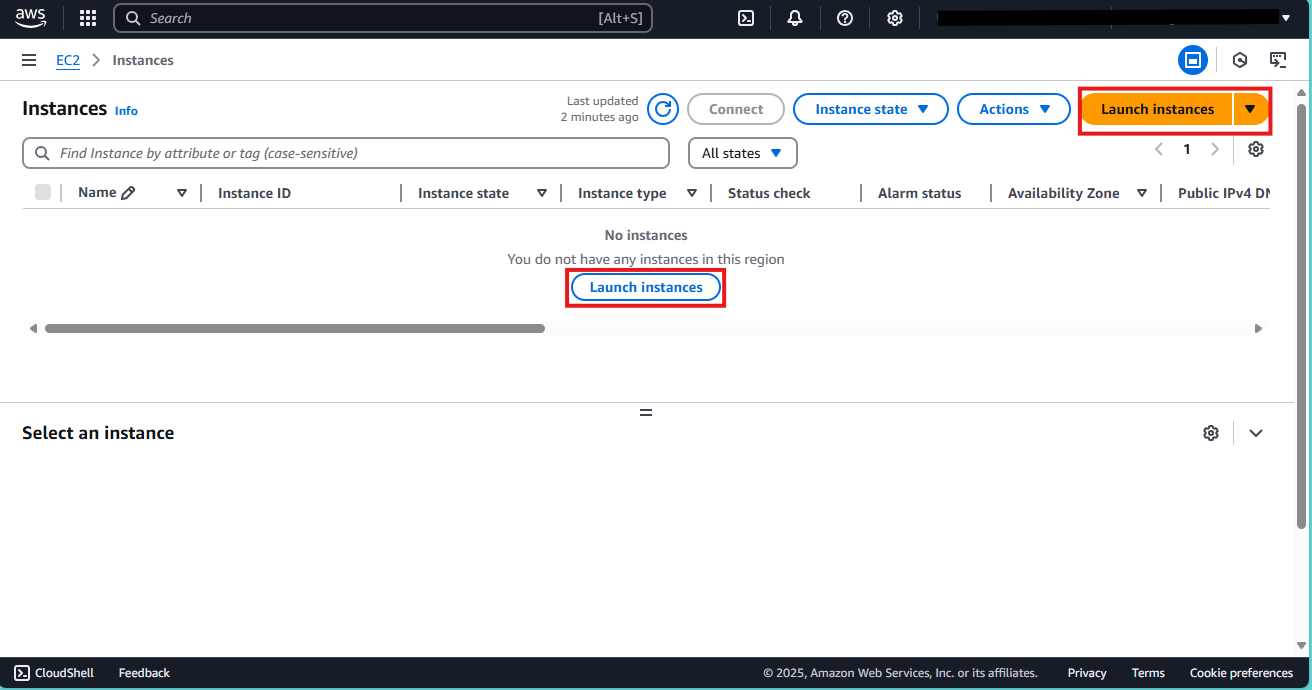 aws
Search [Alt+S]
EC2 Instances
Instances Info
Last updated
2 minutes ago
Connect Instance state Actions Launch instances
Find Instance by attribute or tag (case-sensitive) All states 1
Name Instance ID Instance state Instance type Status check Alarm status Availability Zone Public IPv4 DN
No instances
You do not have any instances in this region
Launch instances
Select an instance
CloudShell Feedback © 2025, Amazon Web Services, Inc. or its affiliates. Privacy Terms Cookie preferences